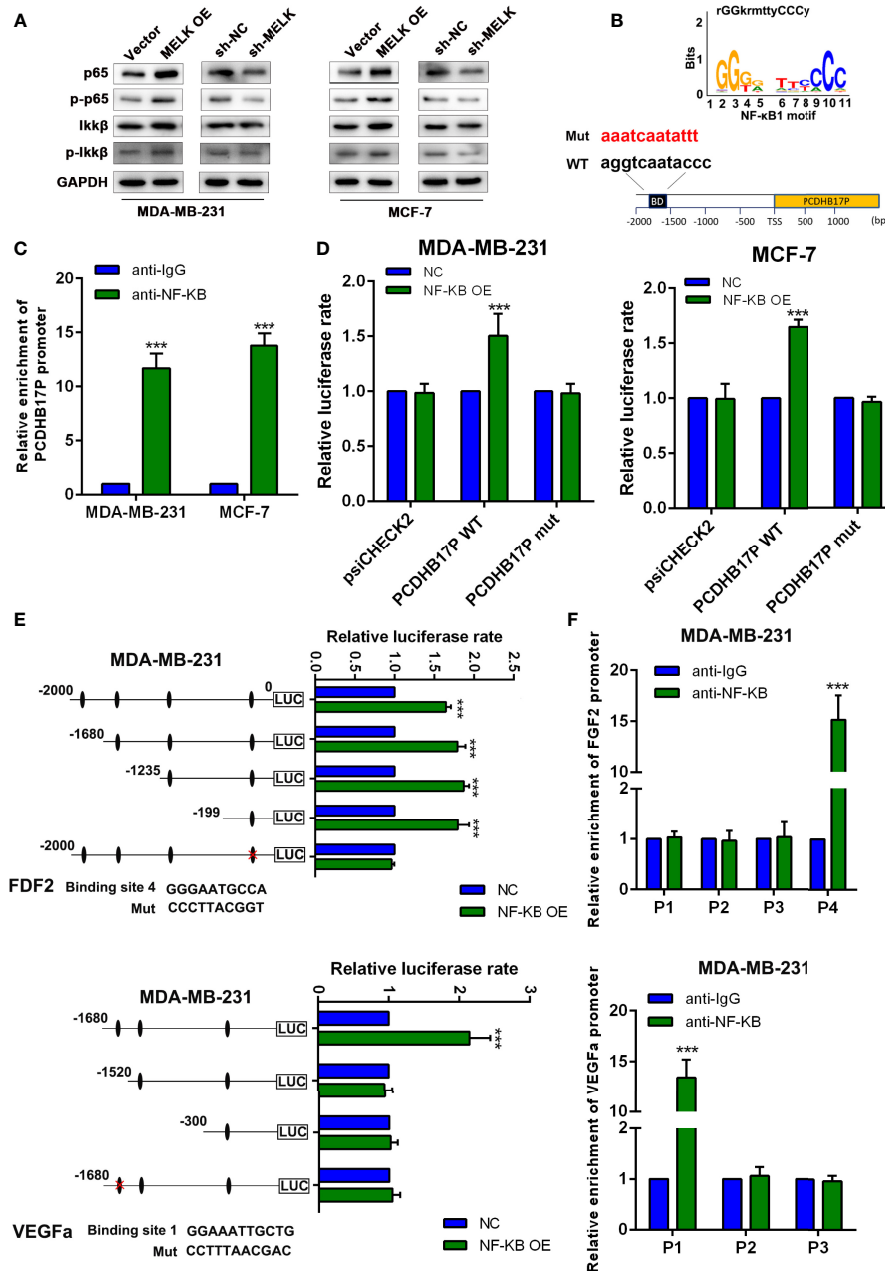 A
Vector
MELK OE
sh-NC
sh-MELK
Vector
MELK OE
sh-NC
sh-MELK
p65
p-p65
Ikkβ
p-Ikkβ
GAPDH
MDA-MB-231
MCF-7
B
rGGkrmttyCCCy
Bits
2
1
0
GGTGATTCCCCC
1 2 3 4 5 6 7 8 9 10 11
NF-κB1 motif
Mut aaatcaatattt
WT aggtcaataccc
BD
PCDHB17P
-2000 -1500 -1000 -500 TSS 500 1000 (bp
C
anti-IgG
anti-NF-KB
Relative enrichment of
PCDHB17P promoter
20
15
10
5
0
***
***
MDA-MB-231
MCF-7
D
MDA-MB-231
NC
NF-KB OE
Relative luciferase rate
2.0
1.5
1.0
0.5
0.0
***
psiCHECK2
PCDHB17P WT
PCDHB17P mut
MCF-7
NC
NF-KB OE
Relative luciferase rate
2.0
1.5
1.0
0.5
0.0
***
psiCHECK2
PCDHB17P WT
PCDHB17P mut
E
Relative luciferase rate
MDA-MB-231
0.0 0.5 1.0 1.5 2.0 2.5
-2000 0 LUC ***
-1680 LUC ***
-1235 LUC ***
-199 LUC ***
-2000 LUC
FDF2 Binding site 4 GGGAATGCCA
Mut CCCTTACGGT
NC
NF-KB OE
Relative luciferase rate
MDA-MB-231
0 1 2 3
-1680 LUC ***
-1520 LUC
-300 LUC
-1680 LUC
VEGFa Binding site 1 GGAAATTGCTG
Mut CCTTTAACGAC
NC
NF-KB OE
F
MDA-MB-231
anti-IgG
anti-NF-KB
Relative enrichment of FGF2 promoter
20
15
10
2
1
0
***
P1 P2 P3 P4
MDA-MB-231
anti-IgG
anti-NF-KB
Relative enrichment of VEGFa promoter
20
15
10
2
1
0
***
P1 P2 P3